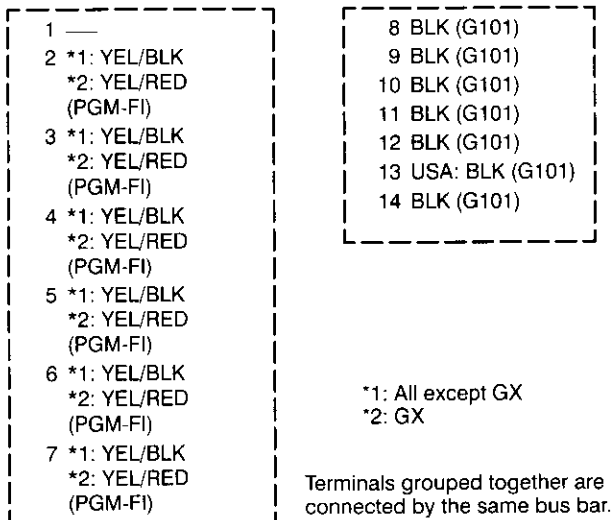 1 —
2 *1: YEL/BLK
*2: YEL/RED
(PGM-FI)
3 *1: YEL/BLK
*2: YEL/RED
(PGM-FI)
4 *1: YEL/BLK
*2: YEL/RED
(PGM-FI)
5 *1: YEL/BLK
*2: YEL/RED
(PGM-FI)
6 *1: YEL/BLK
*2: YEL/RED
(PGM-FI)
7 *1: YEL/BLK
*2: YEL/RED
(PGM-FI)
8 BLK (G101)
9 BLK (G101)
10 BLK (G101)
11 BLK (G101)
12 BLK (G101)
13 USA: BLK (G101)
14 BLK (G101)
*1: All except GX
*2: GX
Terminals grouped together are
connected by the same bus bar.